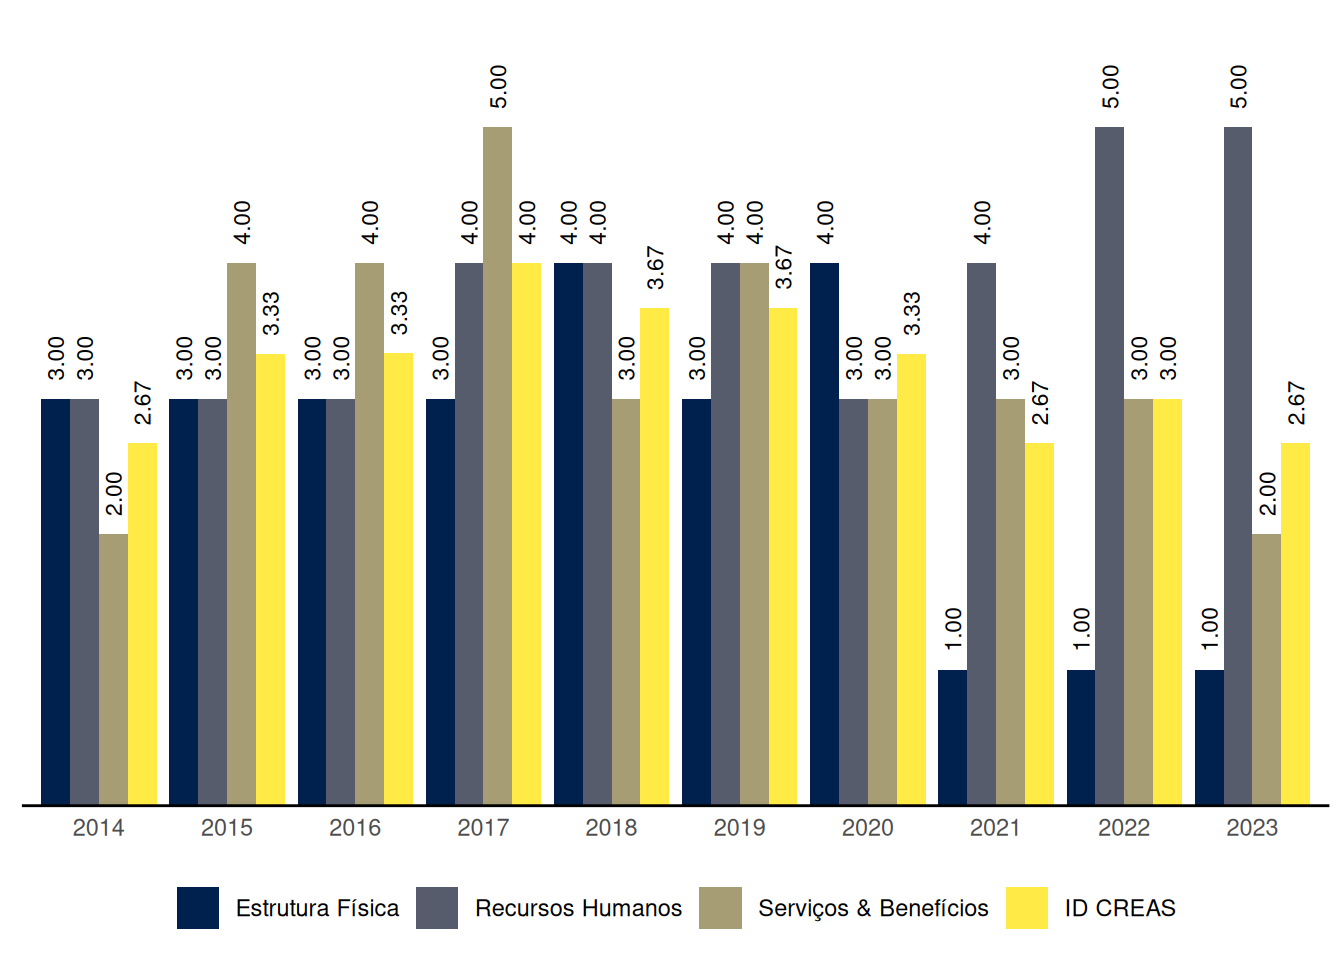 3.00 3.00 2.00 2.67
3.00 3.00 4.00 3.33
3.00 3.00 4.00 3.33
3.00 4.00 5.00 4.00
4.00 4.00 3.00 3.67
3.00 4.00 4.00 3.67
4.00 3.00 3.00 3.33
1.00 4.00 3.00 2.67
1.00 5.00 3.00 3.00
1.00 5.00 2.00 2.67
2014 2015 2016 2017 2018 2019 2020 2021 2022 2023
Estrutura Física Recursos Humanos Serviços & Benefícios ID CREAS